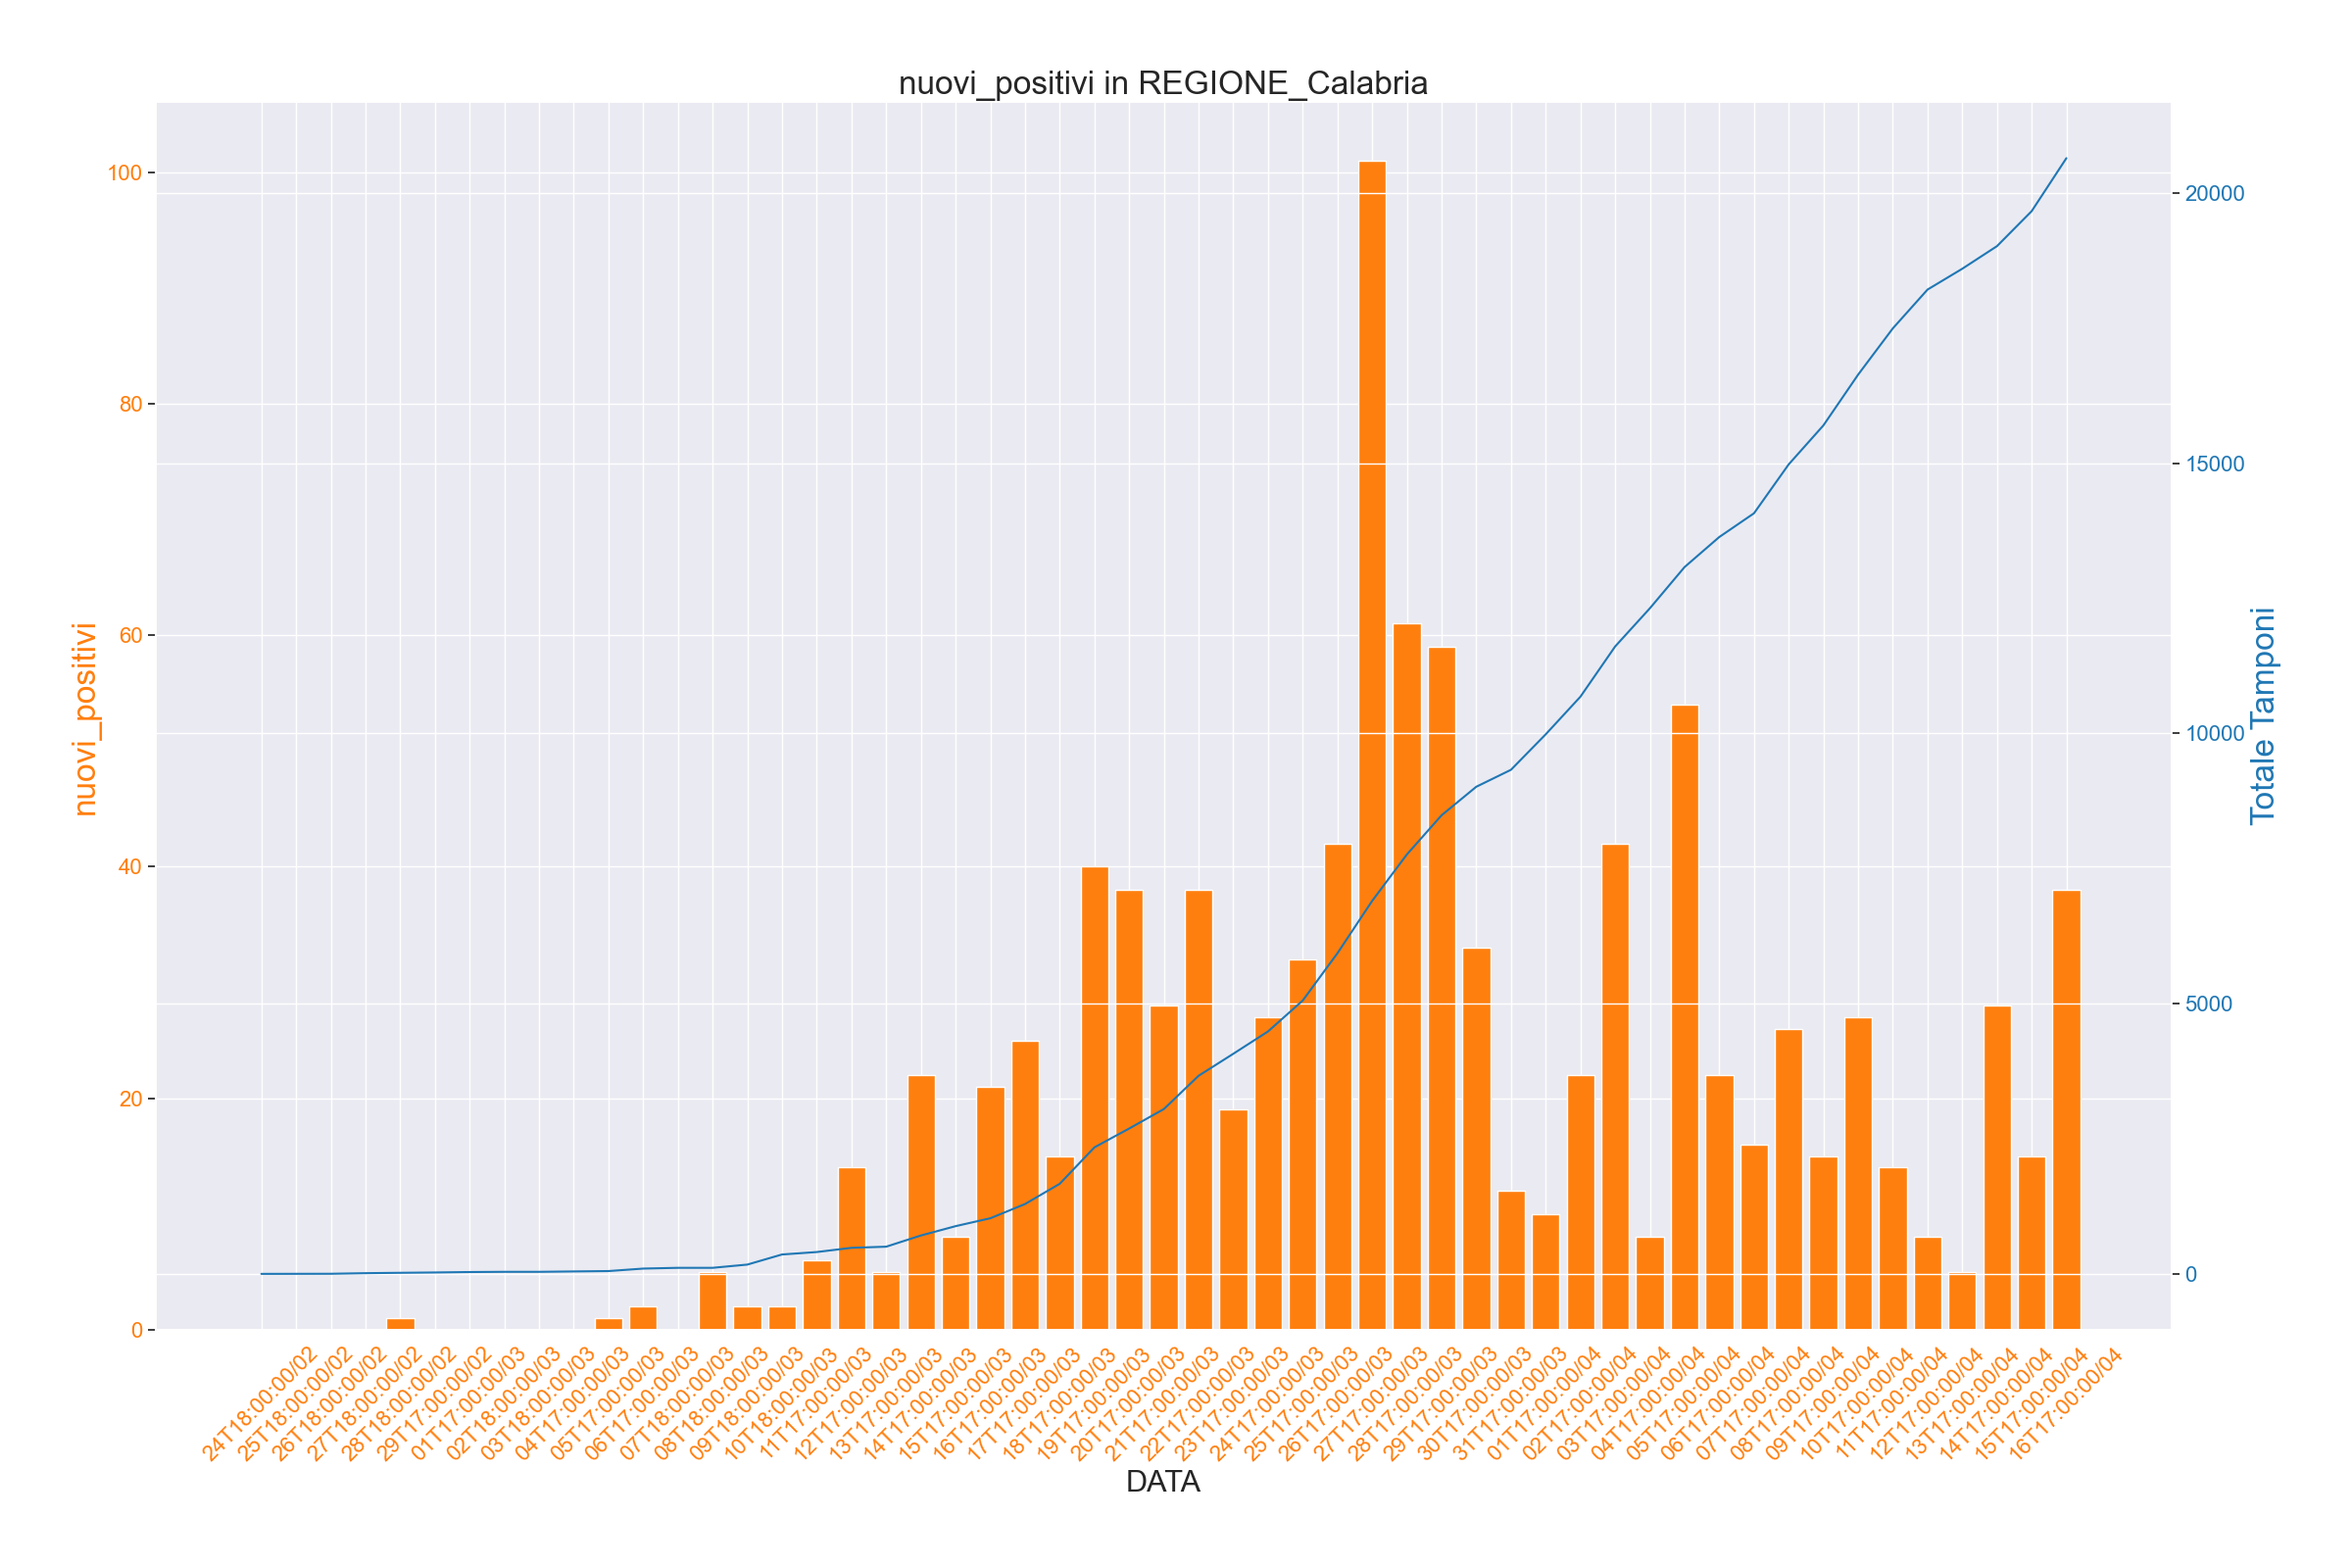 nuovi_positivi in REGIONE_Calabria
100
80
60
40
20
0
nuovi_positivi
20000
15000
10000
5000
0
Totale Tamponi
24T18:00:00/02
25T18:00:00/02
26T18:00:00/02
27T18:00:00/02
28T18:00:00/02
29T17:00:00/02
01T17:00:00/03
02T18:00:00/03
03T18:00:00/03
04T17:00:00/03
05T17:00:00/03
06T17:00:00/03
07T18:00:00/03
08T18:00:00/03
09T18:00:00/03
10T18:00:00/03
11T17:00:00/03
12T17:00:00/03
13T17:00:00/03
14T17:00:00/03
15T17:00:00/03
16T17:00:00/03
17T17:00:00/03
18T17:00:00/03
19T17:00:00/03
20T17:00:00/03
21T17:00:00/03
22T17:00:00/03
23T17:00:00/03
24T17:00:00/03
25T17:00:00/03
26T17:00:00/03
27T17:00:00/03
28T17:00:00/03
29T17:00:00/03
30T17:00:00/03
31T17:00:00/03
01T17:00:00/04
02T17:00:00/04
03T17:00:00/04
04T17:00:00/04
05T17:00:00/04
06T17:00:00/04
07T17:00:00/04
08T17:00:00/04
09T17:00:00/04
10T17:00:00/04
11T17:00:00/04
12T17:00:00/04
13T17:00:00/04
14T17:00:00/04
15T17:00:00/04
16T17:00:00/04
DATA